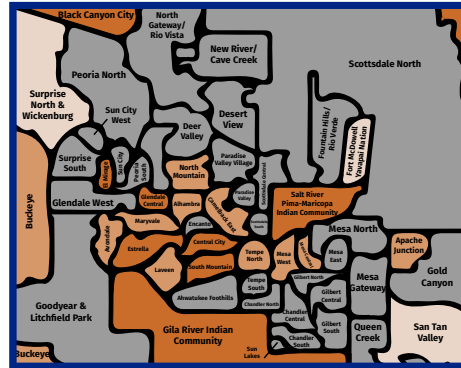 Black Canyon City
North
Gateway/
Rio Vista
New River/
Cave Creek
Scottsdale North
Peoria North
Surprise
North &
Wickenburg
Sun City
West
Desert
View
Deer
Valley
Fountain Hills/
Rio Verde
Fort McDowell
Yavapai Nation
Surprise
South
El Mirage
Sun City
Peoria
South
North
Mountain
Paradise
Valley Village
Scottsdale Central
Buckeye
Glendale West
Glendale
Central
Alhambra
Camelback East
Paradise
Valley
Salt River
Pima-Maricopa
Indian Community
Maryvale
Encanto
Scottsdale
South
Mesa North
Avondale
Estrella
Central City
Tempe
North
Mesa
West
Mesa Central
Mesa
East
Apache
Junction
Laveen
South Mountain
Gilbert North
Mesa
Gateway
Gold
Canyon
Goodyear &
Litchfield Park
Ahwatukee Foothills
Tempe
South
Chandler North
Gilbert
Central
Gila River Indian
Community
Chandler
Central
Gilbert
South
Queen
Creek
San Tan
Valley
Chandler
South
Sun
Lakes
Buckeye